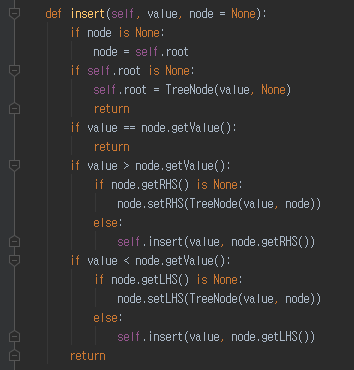 def insert(self, value, node = None):
    if node is None:
        node = self.root
    if self.root is None:
        self.root = TreeNode(value, None)
        return
    if value == node.getValue():
        return
    if value > node.getValue():
        if node.getRHS() is None:
            node.setRHS(TreeNode(value, node))
        else:
            self.insert(value, node.getRHS())
    if value < node.getValue():
        if node.getLHS() is None:
            node.setLHS(TreeNode(value, node))
        else:
            self.insert(value, node.getLHS())
    return